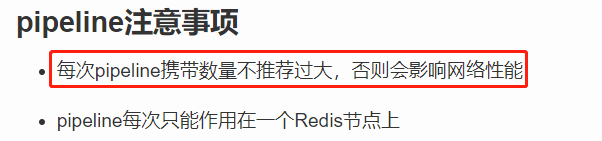 pipeline注意事项
每次pipeline携带数量不推荐过大，否则会影响网络性能
pipeline每次只能作用在一个Redis节点上